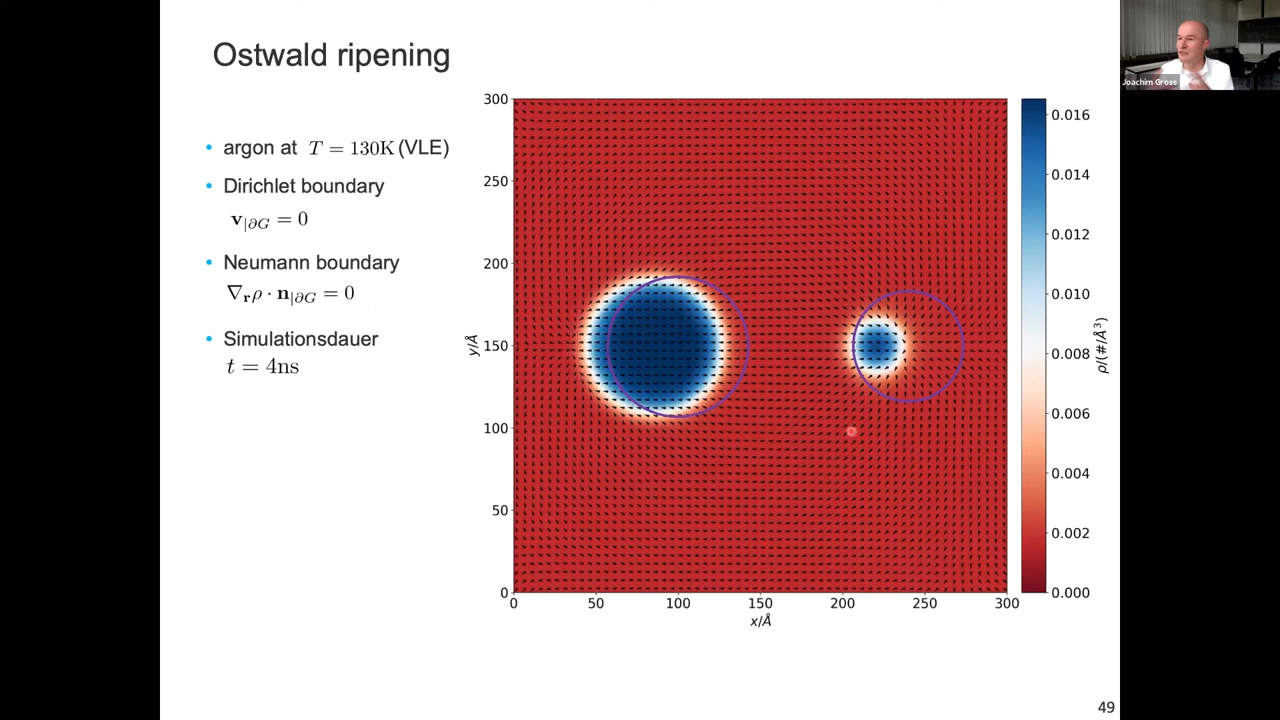 Ostwald ripening
Joachim Gross
• argon at T = 130K (VLE)
• Dirichlet boundary
v|∂G = 0
• Neumann boundary
∇rρ · n|∂G = 0
• Simulationsdauer
t = 4ns
300
250
200
150
100
50
0
y/Å
0 50 100 150 200 250 300
x/Å
0.016
0.014
0.012
0.010
0.008
0.006
0.004
0.002
0.000
ρ/(#/Å³)
49